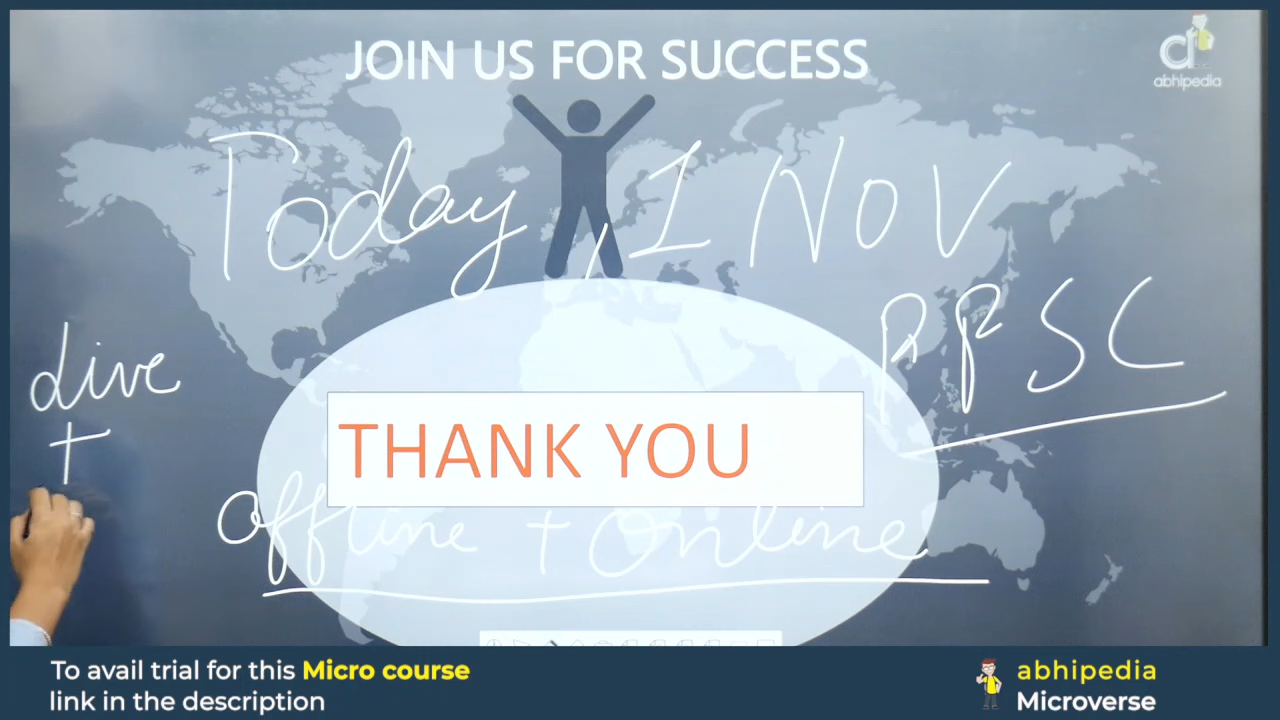 JOIN US FOR SUCCESS
abhipedia
Today, 1 NOV
PPSC
Live
+
THANK YOU
offline + online
To avail trial for this Micro course
link in the description
abhipedia
Microverse